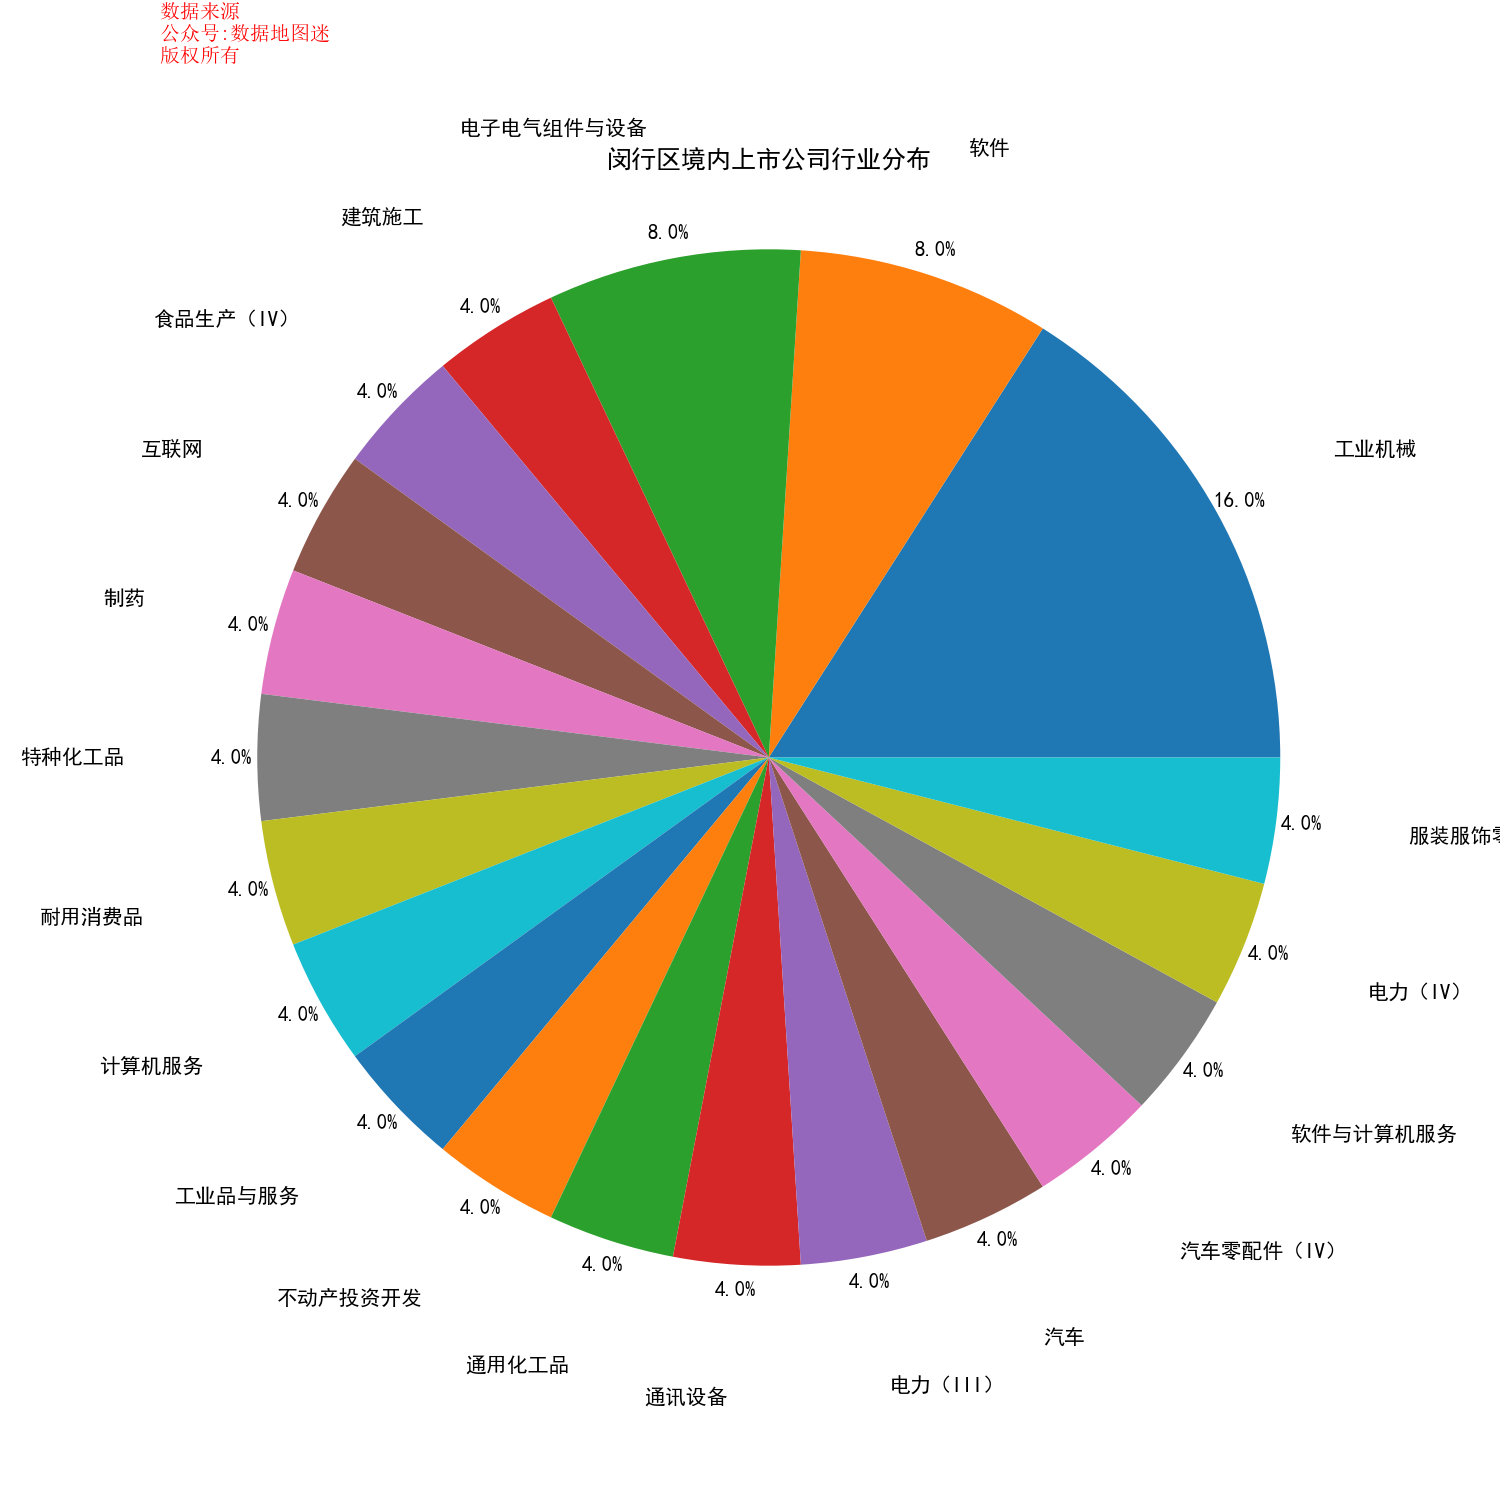 数据来源
公众号:数据地图迷
版权所有
电子电气组件与设备
闵行区境内上市公司行业分布
软件
建筑施工
8.0%
8.0%
4.0%
食品生产（IV）
4.0%
互联网
工业机械
4.0%
16.0%
制药
4.0%
特种化工品
4.0%
4.0%
服装服饰
耐用消费品
4.0%
4.0%
电力（IV）
4.0%
计算机服务
4.0%
4.0%
软件与计算机服务
4.0%
工业品与服务
4.0%
4.0%
汽车零配件（IV）
4.0%
4.0%
4.0%
不动产投资开发
汽车
通用化工品
电力（III）
通讯设备